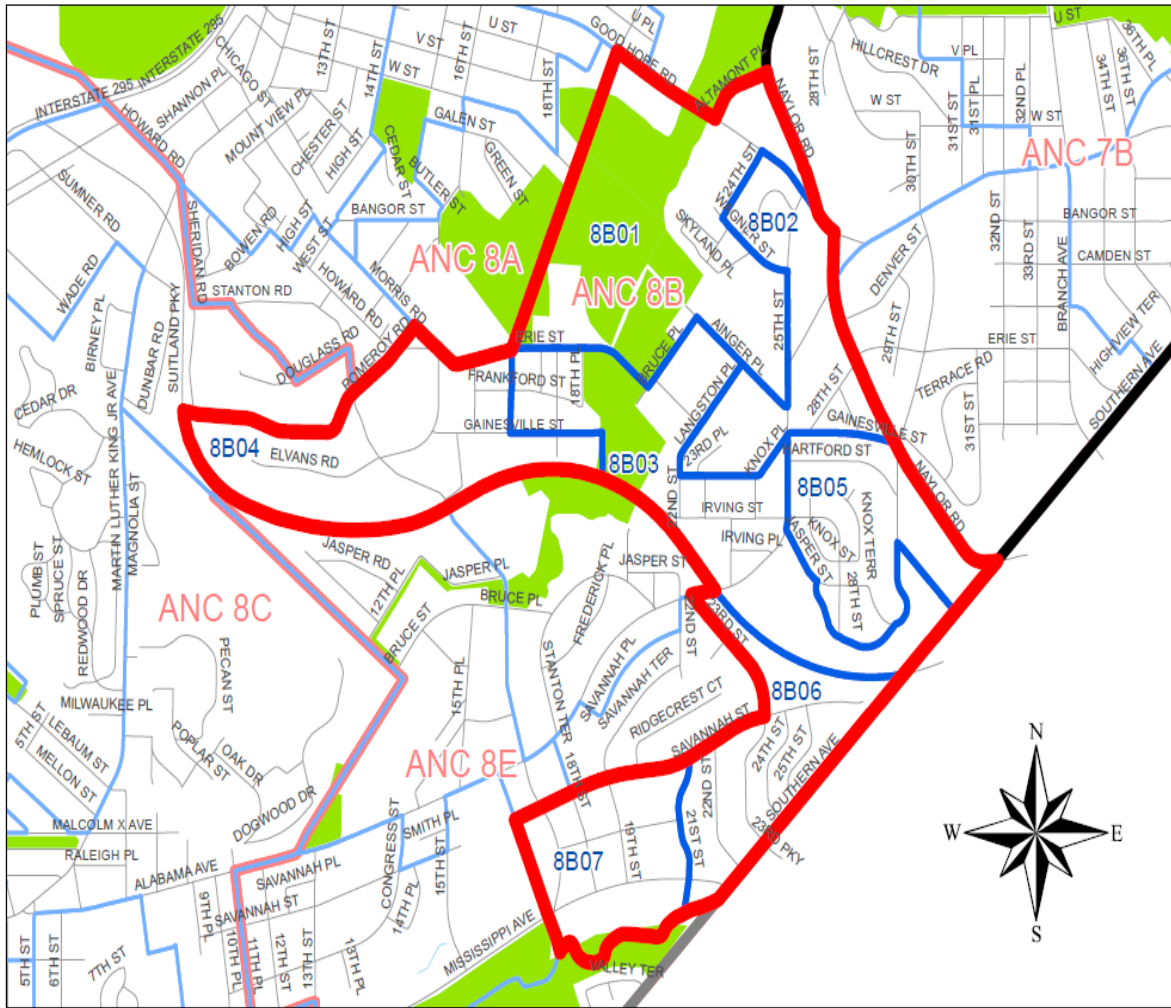 U ST
U PL
GOOD HOPE RD
V ST
13TH ST
14TH ST
16TH ST
W ST
18TH ST
INTERSTATE 295
INTERSTATE 295
CHICAGO ST
SHANNON PL
HOWARD RD
MOUNT VIEW PL
CHESTER ST
HIGH ST
CEDAR ST
GALEN ST
GREEN ST
BUTLER ST
BANGOR ST
ALTAMONT PL
NAYLOR RD
28TH ST
HILLCREST DR
V PL
U ST
36TH PL
36TH ST
34TH ST
32ND PL
31ST PL
31ST ST
W ST
W ST
30TH ST
ANC 7B
SUMNER RD
SHERIDAN RD
BOWEN RD
HIGH ST
WEST ST
HOWARD RD
MORRIS RD
ANC 8A
8B01
ANC 8B
24TH ST
WAGNER ST
8B02
SKYLAND PL
25TH ST
DENVER ST
32ND ST
33RD ST
BANGOR ST
CAMDEN ST
BRANCH AVE
HIGHVIEW TER
WADE RD
BIRNEY PL
DUNBAR RD
SUITLAND PKY
STANTON RD
DOUGLASS RD
POMEROY RD
ERIE ST
BRUCE PL
AINGER PL
29TH ST
ERIE ST
TERRACE RD
31ST ST
SOUTHERN AVE
CEDAR DR
FRANKFORD ST
18TH PL
LANGSTON PL
28TH ST
GAINESVILLE ST
HEMLOCK ST
8B04
GAINESVILLE ST
ELVANS RD
8B03
23RD PL
KNOX PL
HARTFORD ST
NAYLOR RD
MARTIN LUTHER KING JR AVE
MAGNOLIA ST
22ND ST
IRVING ST
8B05
KNOX TERR
KNOX ST
JASPER ST
IRVING PL
28TH ST
PLUMB ST
SPRUCE ST
REDWOOD DR
JASPER RD
12TH PL
JASPER PL
BRUCE PL
FREDERICK PL
JASPER ST
ANC 8C
BRUCE ST
22ND ST
23RD ST
PECAN ST
STANTON TER
SAVANNAH PL
SAVANNAH TER
15TH PL
8B06
MILWAUKEE PL
5TH ST
LEBAUM ST
MELLON ST
POPLAR ST
OAK DR
DOGWOOD DR
RIDGECREST CT
SAVANNAH ST
24TH ST
25TH ST
SOUTHERN AVE
ANC 8E
18TH ST
22ND ST
N
MALCOLM X AVE
RALEIGH PL
SMITH PL
CONGRESS ST
15TH ST
19TH ST
21ST ST
23RD PKY
W
E
ALABAMA AVE
SAVANNAH PL
SAVANNAH ST
8B07
14TH PL
9TH PL
10TH PL
11TH PL
12TH ST
13TH ST
13TH PL
MISSISSIPPI AVE
5TH ST
6TH ST
7TH ST
VALLEY TER
S